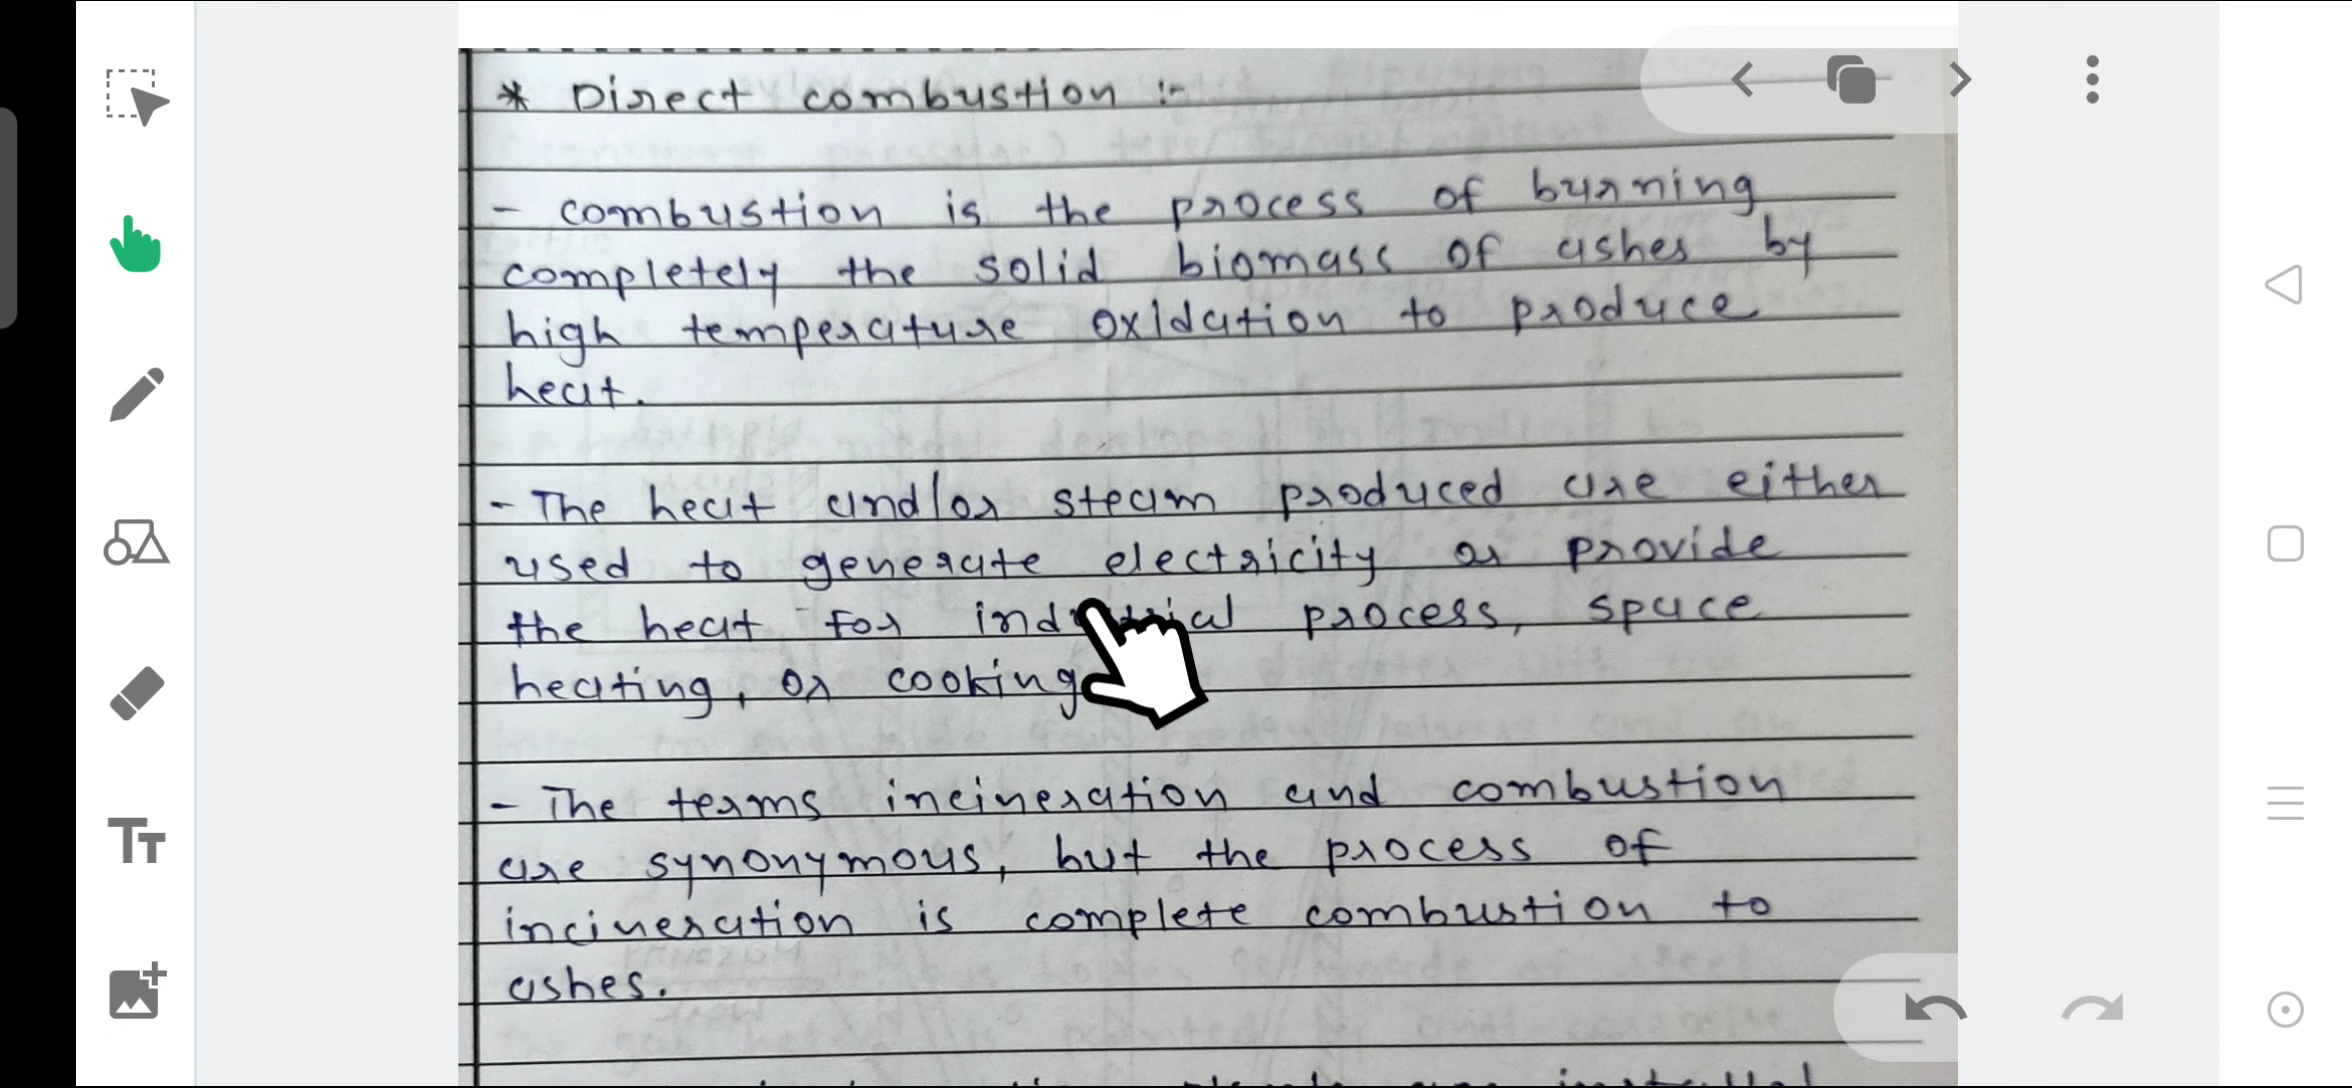 * Direct combustion :-
- combustion is the process of burning
completely the solid biomass of ashes by
high temperature oxidation to produce
heat.
- The heat and/or steam produced are either
used to generate electricity or provide
the heat for industrial process, space
heating, or cooking
- The terms incineration and combustion
are synonymous, but the process of
incineration is complete combustion to
ashes.
installed
TT